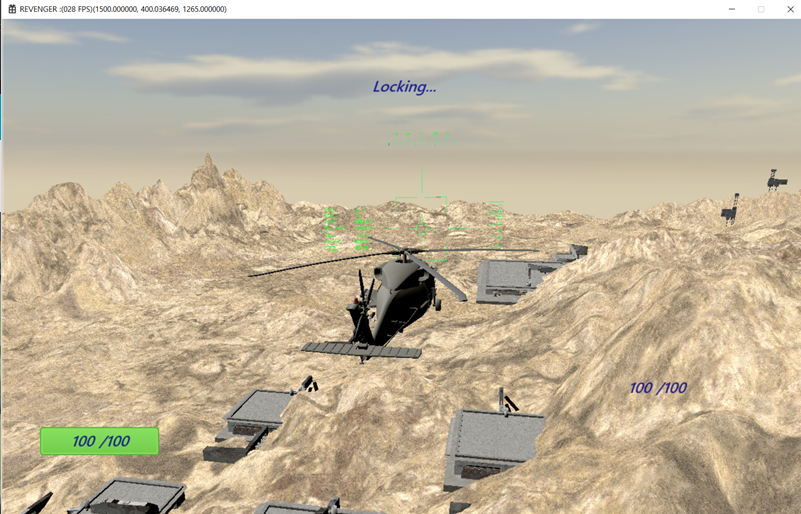 REVENGER :(028 FPS)(1500.000000, 400.036469, 1265.000000)
Locking...
100 /100
100 /100